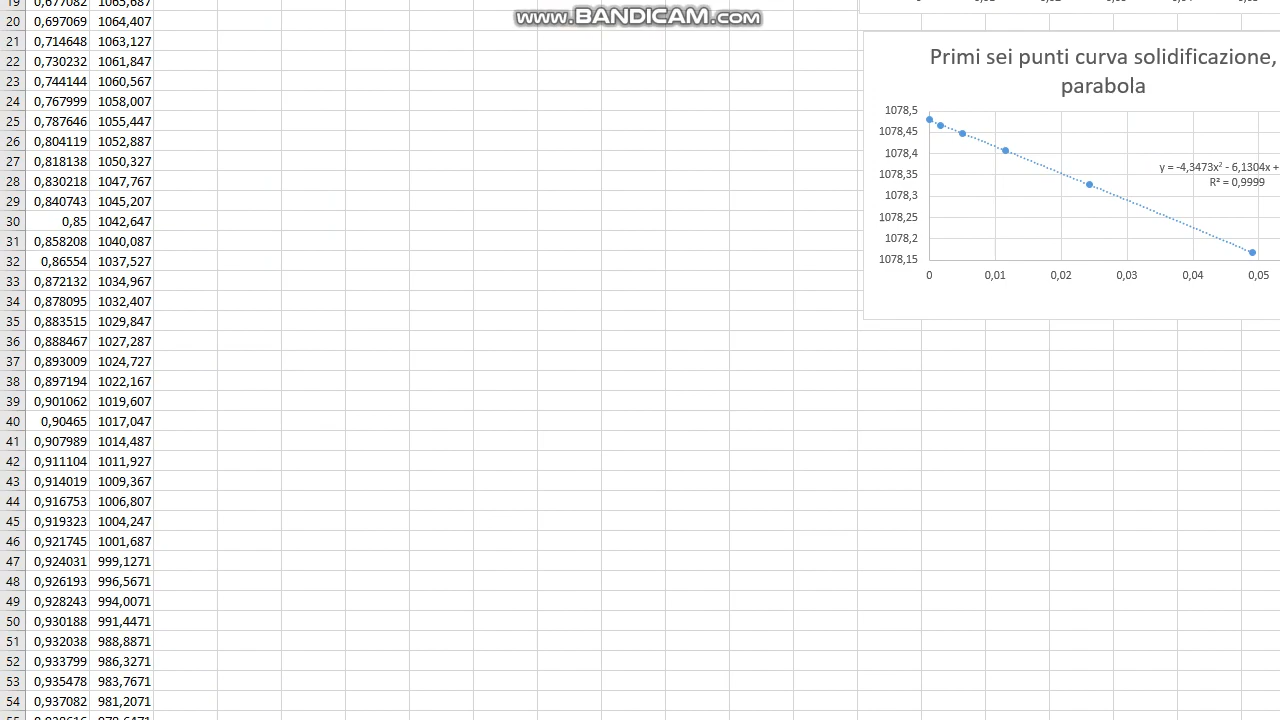 www.BANDICAM.com
19 0,677082 1065,687
20 0,697069 1064,407
21 0,714648 1063,127
22 0,730232 1061,847
23 0,744144 1060,567
24 0,767999 1058,007
25 0,787646 1055,447
26 0,804119 1052,887
27 0,818138 1050,327
28 0,830218 1047,767
29 0,840743 1045,207
30 0,85 1042,647
31 0,858208 1040,087
32 0,86554 1037,527
33 0,872132 1034,967
34 0,878095 1032,407
35 0,883515 1029,847
36 0,888467 1027,287
37 0,893009 1024,727
38 0,897194 1022,167
39 0,901062 1019,607
40 0,90465 1017,047
41 0,907989 1014,487
42 0,911104 1011,927
43 0,914019 1009,367
44 0,916753 1006,807
45 0,919323 1004,247
46 0,921745 1001,687
47 0,924031 999,1271
48 0,926193 996,5671
49 0,928243 994,0071
50 0,930188 991,4471
51 0,932038 988,8871
52 0,933799 986,3271
53 0,935478 983,7671
54 0,937082 981,2071
Primi sei punti curva solidificazione,
parabola
1078,5
1078,45
1078,4
1078,35
1078,3
1078,25
1078,2
1078,15
y = -4,3473x² - 6,1304x +
R² = 0,9999
0 0,01 0,02 0,03 0,04 0,05